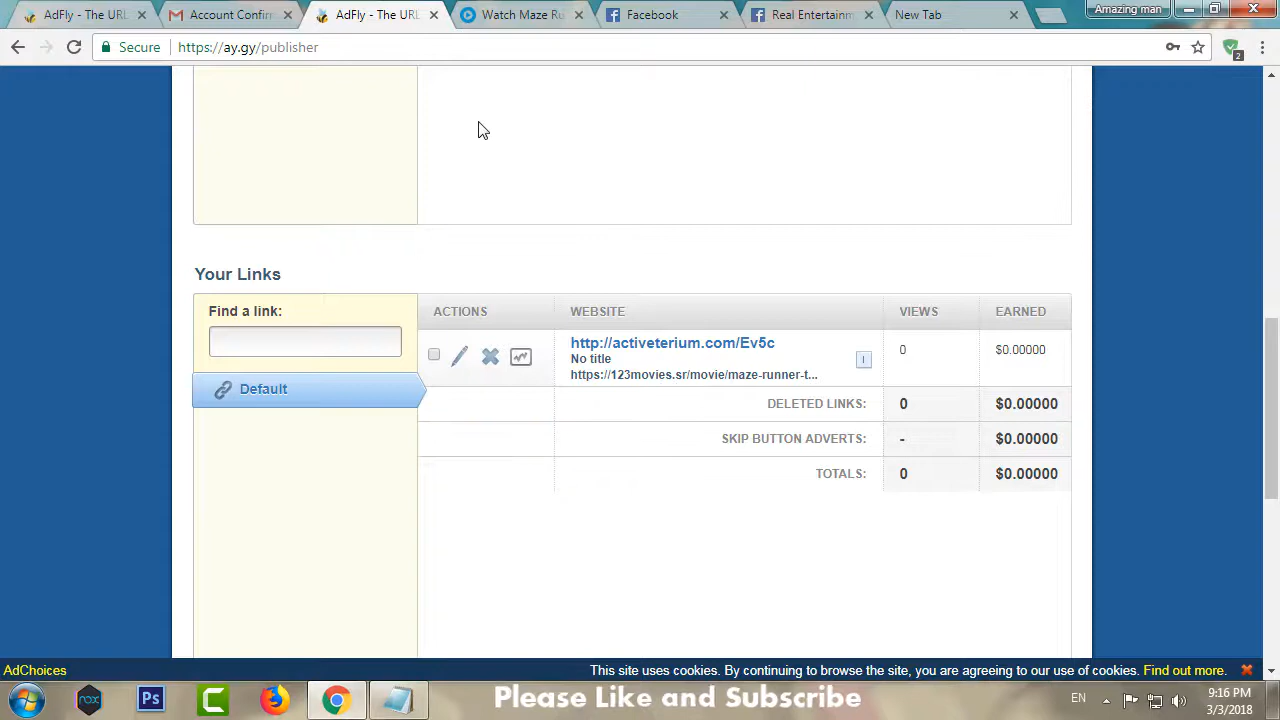 AdFly - The URL
Account Confir
AdFly - The URL
Watch Maze Ru
Facebook
Real Entertainm
New Tab
Amazing man
Secure https://ay.gy/publisher
2
Your Links
Find a link:
Default
ACTIONS WEBSITE VIEWS EARNED
http://activeterium.com/Ev5c
No title
https://123movies.sr/movie/maze-runner-t...
I
0 $0.00000
DELETED LINKS: 0 $0.00000
SKIP BUTTON ADVERTS: - $0.00000
TOTALS: 0 $0.00000
AdChoices
This site uses cookies. By continuing to browse the site, you are agreeing to our use of cookies. Find out more.
nox
Ps
C
Please Like and Subscribe
EN
9:16 PM
3/3/2018